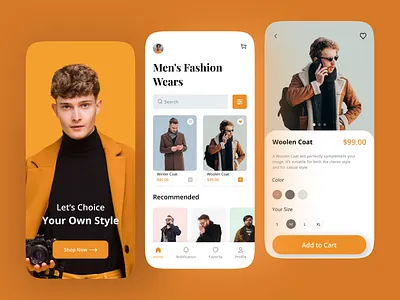 Let's Choice
Your Own Style
Shop Now
Men's Fashion
Wears
Search
Winter Coat
$80.00
Woolen Coat
$99.00
Recommended
Home
Notification
Favorite
Profile
Woolen Coat
$99.00
A Woolen Coat will perfectly complement your
image. It's suitable for both the classic style
and for casual style.
Color
Your Size
S
M
L
XL
Add to Cart